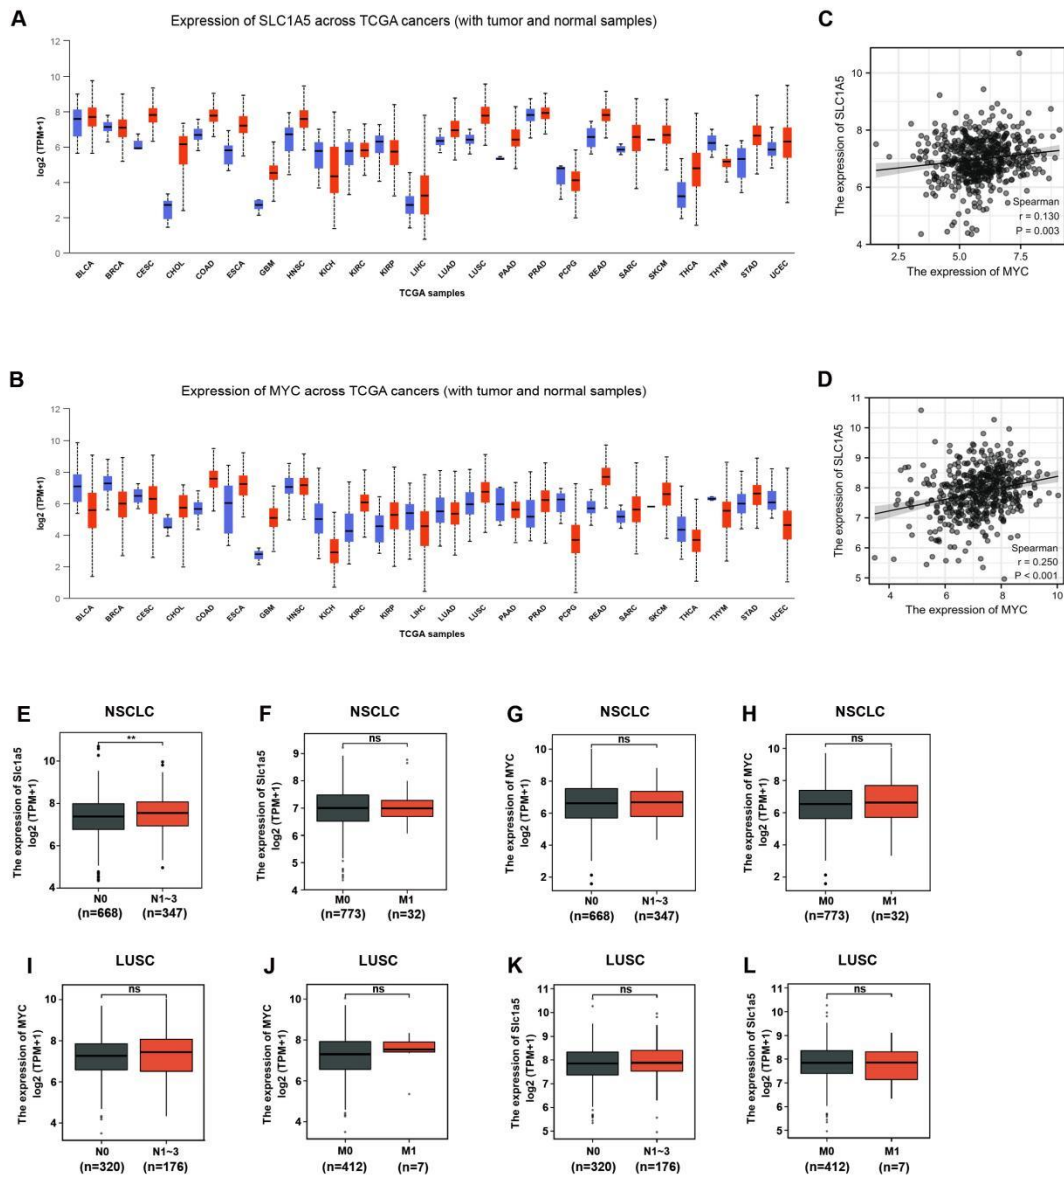 A
Expression of SLC1A5 across TCGA cancers (with tumor and normal samples)
log2 (TPM+1)
12
10
8
6
4
2
0
BLCA
BRCA
CESC
CHOL
COAD
ESCA
GBM
HNSC
KICH
KIRC
KIRP
LIHC
LUAD
LUSC
PAAD
PRAD
PCPG
READ
SARC
SKCM
THCA
THYM
STAD
UCEC
TCGA samples
C
The expression of SLC1A5
10
8
6
4
Spearman
r = 0.130
P = 0.003
2.5
5.0
7.5
The expression of MYC
B
Expression of MYC across TCGA cancers (with tumor and normal samples)
log2 (TPM+1)
12
10
8
6
4
2
0
BLCA
BRCA
CESC
CHOL
COAD
ESCA
GBM
HNSC
KICH
KIRC
KIRP
LIHC
LUAD
LUSC
PAAD
PRAD
PCPG
READ
SARC
SKCM
THCA
THYM
STAD
UCEC
TCGA samples
D
The expression of SLC1A5
11
10
9
8
7
6
5
Spearman
r = 0.250
P < 0.001
4
6
8
10
The expression of MYC
E
NSCLC
The expression of Slc1a5
log2 (TPM+1)
10
8
6
4
**
N0
(n=668)
N1~3
(n=347)
F
NSCLC
The expression of Slc1a5
log2 (TPM+1)
9
8
7
6
5
4
ns
M0
(n=773)
M1
(n=32)
G
NSCLC
The expression of MYC
log2 (TPM+1)
10
8
6
4
2
ns
N0
(n=668)
N1~3
(n=347)
H
NSCLC
The expression of MYC
log2 (TPM+1)
10
8
6
4
2
ns
M0
(n=773)
M1
(n=32)
I
LUSC
The expression of MYC
log2 (TPM+1)
10
8
6
4
ns
N0
(n=320)
N1~3
(n=176)
J
LUSC
The expression of MYC
log2 (TPM+1)
10
8
6
4
ns
M0
(n=412)
M1
(n=7)
K
LUSC
The expression of Slc1a5
log2 (TPM+1)
11
10
9
8
7
6
5
ns
N0
(n=320)
N1~3
(n=176)
L
LUSC
The expression of Slc1a5
log2 (TPM+1)
11
10
9
8
7
6
5
ns
M0
(n=412)
M1
(n=7)